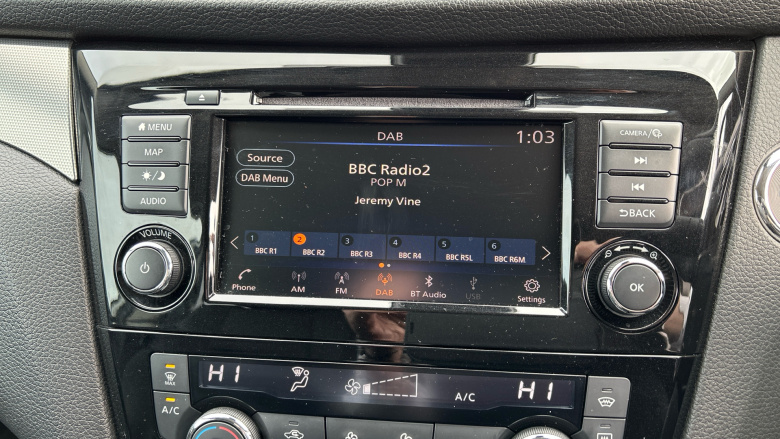 DAB 1:03
MENU
MAP
AUDIO
VOLUME
Source
DAB Menu
BBC Radio2
POP M
Jeremy Vine
1 2 3 4 5 6
BBC R1 BBC R2 BBC R3 BBC R4 BBC R5L BBC R6M
Phone AM FM DAB BT Audio USB Settings
CAMERA/
BACK
OK
MAX
A/C
HI A/C HI